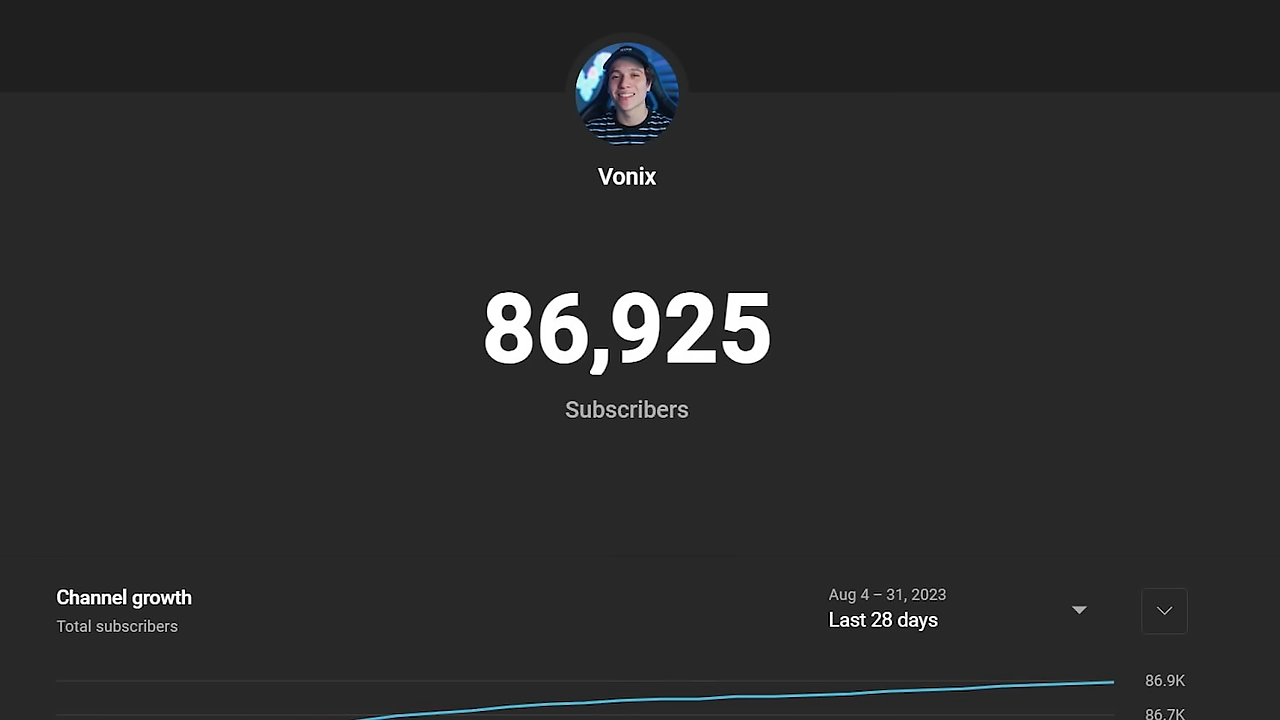 Vonix
86,925
Subscribers
Channel growth
Total subscribers
Aug 4 – 31, 2023
Last 28 days
86.9K
86.7K